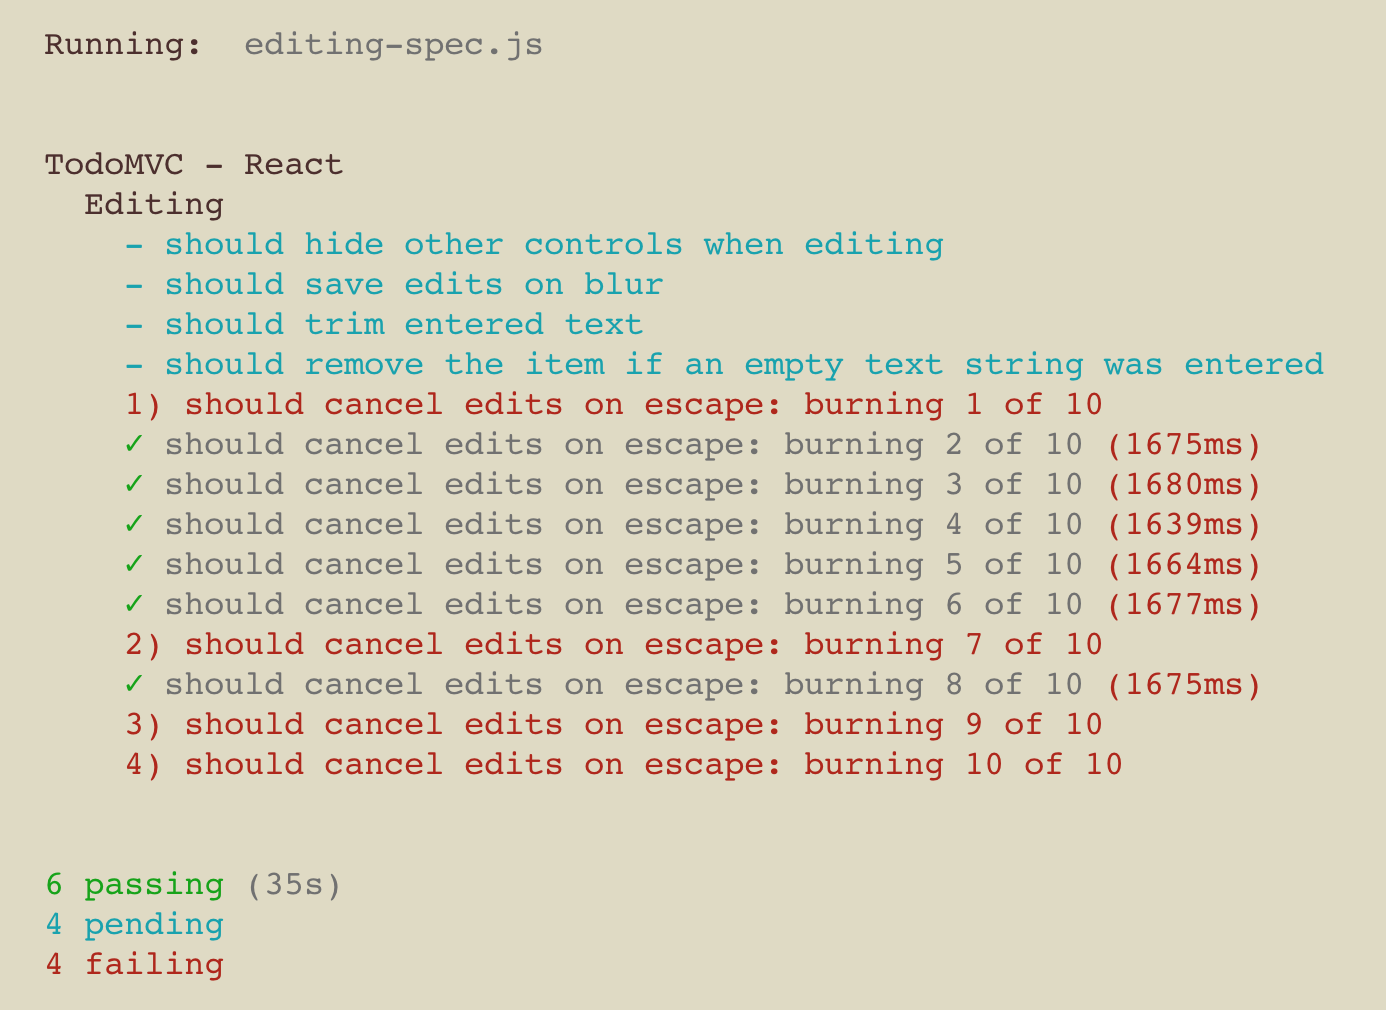 Running:  editing-spec.js
TodoMVC - React
Editing
- should hide other controls when editing
- should save edits on blur
- should trim entered text
- should remove the item if an empty text string was entered
1) should cancel edits on escape: burning 1 of 10
✓ should cancel edits on escape: burning 2 of 10 (1675ms)
✓ should cancel edits on escape: burning 3 of 10 (1680ms)
✓ should cancel edits on escape: burning 4 of 10 (1639ms)
✓ should cancel edits on escape: burning 5 of 10 (1664ms)
✓ should cancel edits on escape: burning 6 of 10 (1677ms)
2) should cancel edits on escape: burning 7 of 10
✓ should cancel edits on escape: burning 8 of 10 (1675ms)
3) should cancel edits on escape: burning 9 of 10
4) should cancel edits on escape: burning 10 of 10
6 passing (35s)
4 pending
4 failing